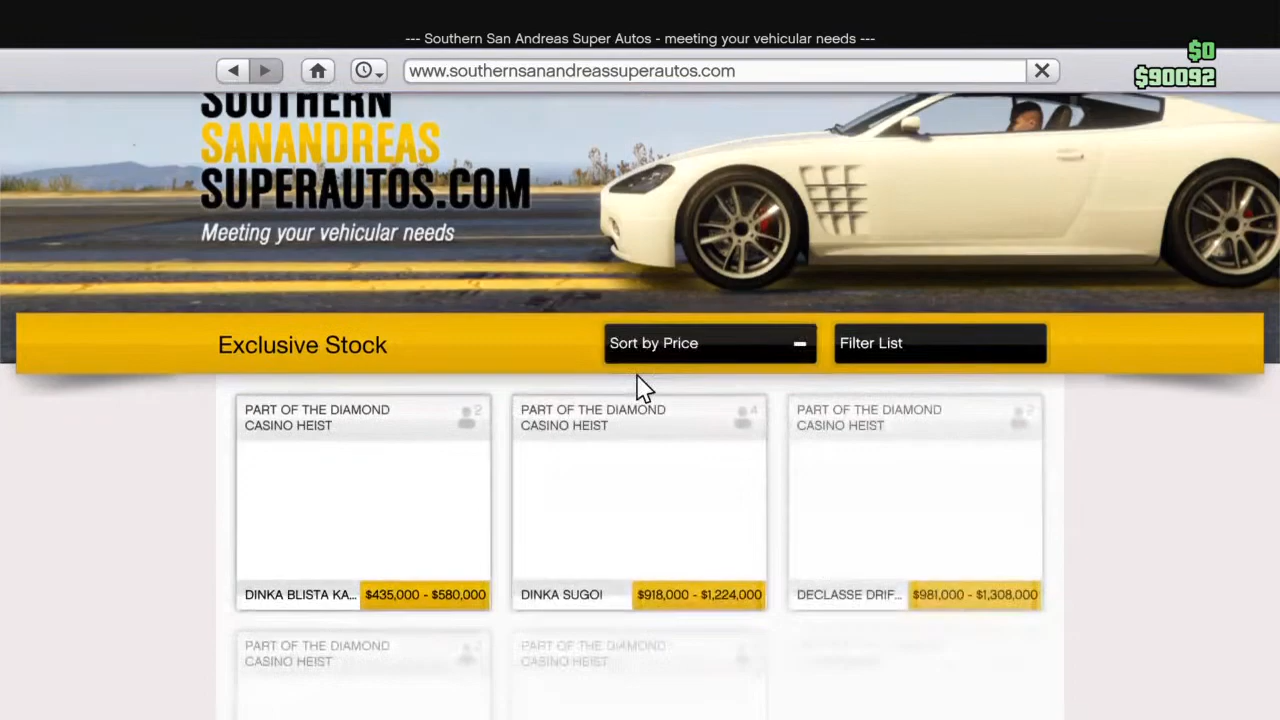 --- Southern San Andreas Super Autos - meeting your vehicular needs ---
$0
www.southernsanandreassuperautos.com
$90092
SOUTHERN
SANANDREAS
SUPERAUTOS.COM
Meeting your vehicular needs
Exclusive Stock
Sort by Price
Filter List
PART OF THE DIAMOND
CASINO HEIST
2
PART OF THE DIAMOND
CASINO HEIST
4
PART OF THE DIAMOND
CASINO HEIST
2
DINKA BLISTA KA...
$435,000 - $580,000
DINKA SUGOI
$918,000 - $1,224,000
DECLASSE DRIF...
$981,000 - $1,308,000
PART OF THE DIAMOND
CASINO HEIST
PART OF THE DIAMOND
CASINO HEIST